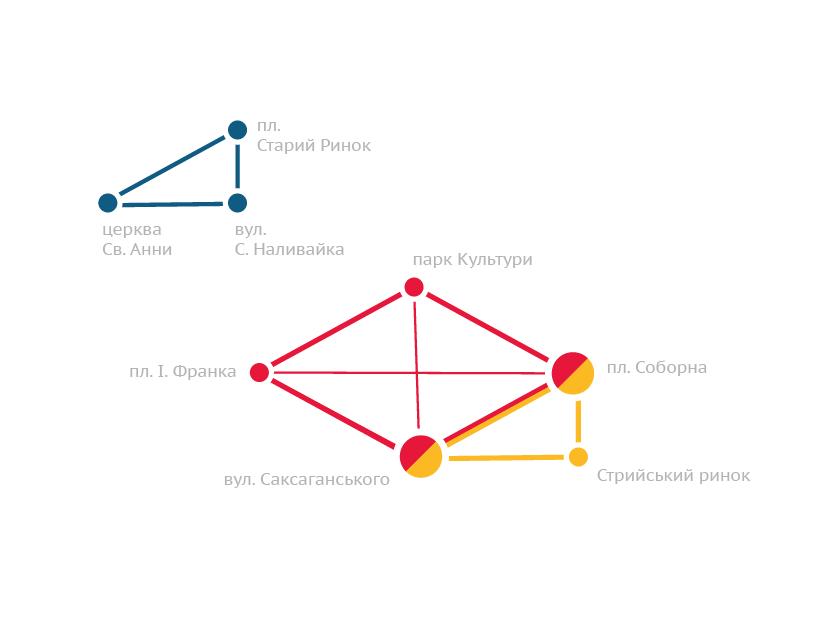 пл.
Старий Ринок
церква
Св. Анни
вул.
С. Наливайка
парк Культури
пл. І. Франка
пл. Соборна
вул. Саксаганського
Стрийський ринок